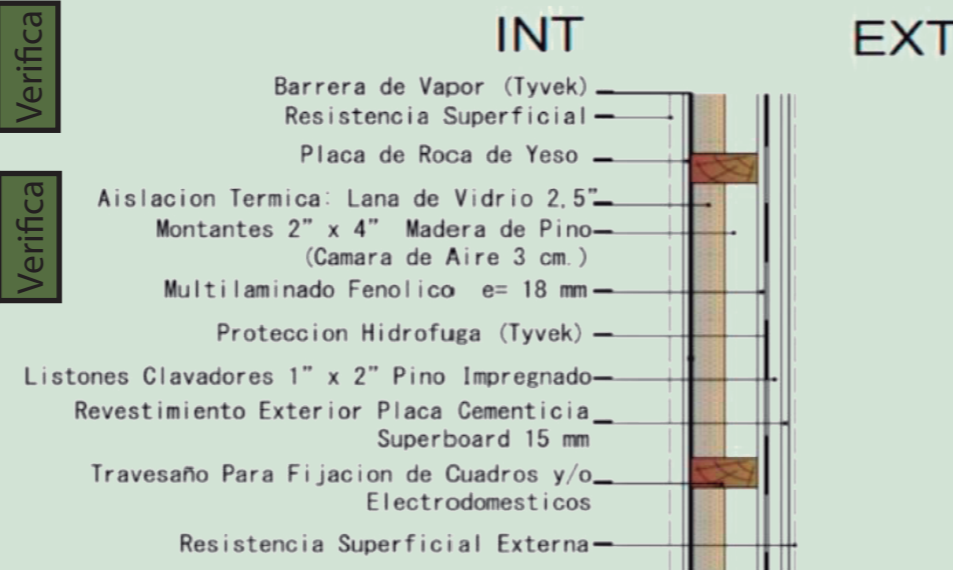 Verifica
Verifica
INT
EXT
Barrera de Vapor (Tyvek)
Resistencia Superficial
Placa de Roca de Yeso
Aislacion Termica: Lana de Vidrio 2,5"
Montantes 2" x 4" Madera de Pino
(Camara de Aire 3 cm.)
Multilaminado Fenolico e= 18 mm
Proteccion Hidrofuga (Tyvek)
Listones Clavadores 1" x 2" Pino Impregnado
Revestimiento Exterior Placa Cementicia
Superboard 15 mm
Travesaño Para Fijacion de Cuadros y/o
Electrodomesticos
Resistencia Superficial Externa